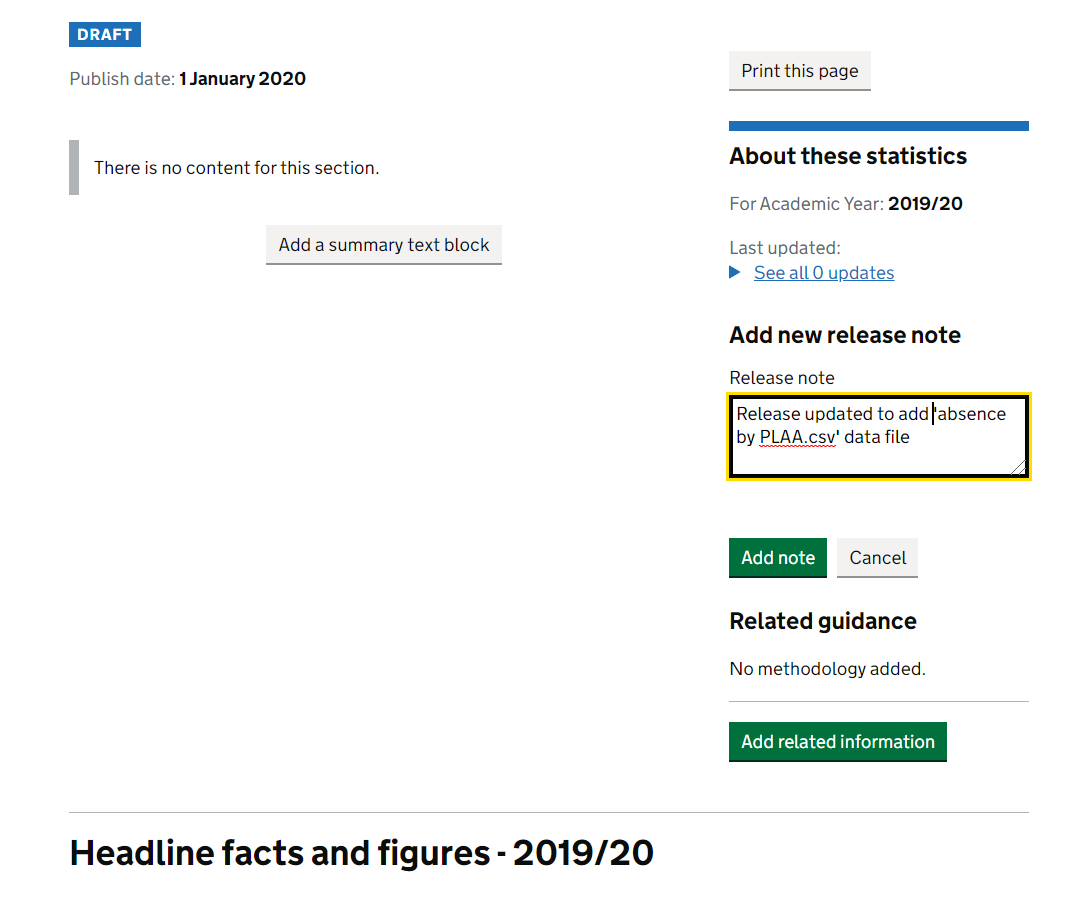 DRAFT
Publish date: 1 January 2020
There is no content for this section.
Add a summary text block
Print this page
About these statistics
For Academic Year: 2019/20
Last updated:
See all 0 updates
Add new release note
Release note
Release updated to add 'absence
by PLAA.csv' data file
Add note
Cancel
Related guidance
No methodology added.
Add related information
Headline facts and figures - 2019/20